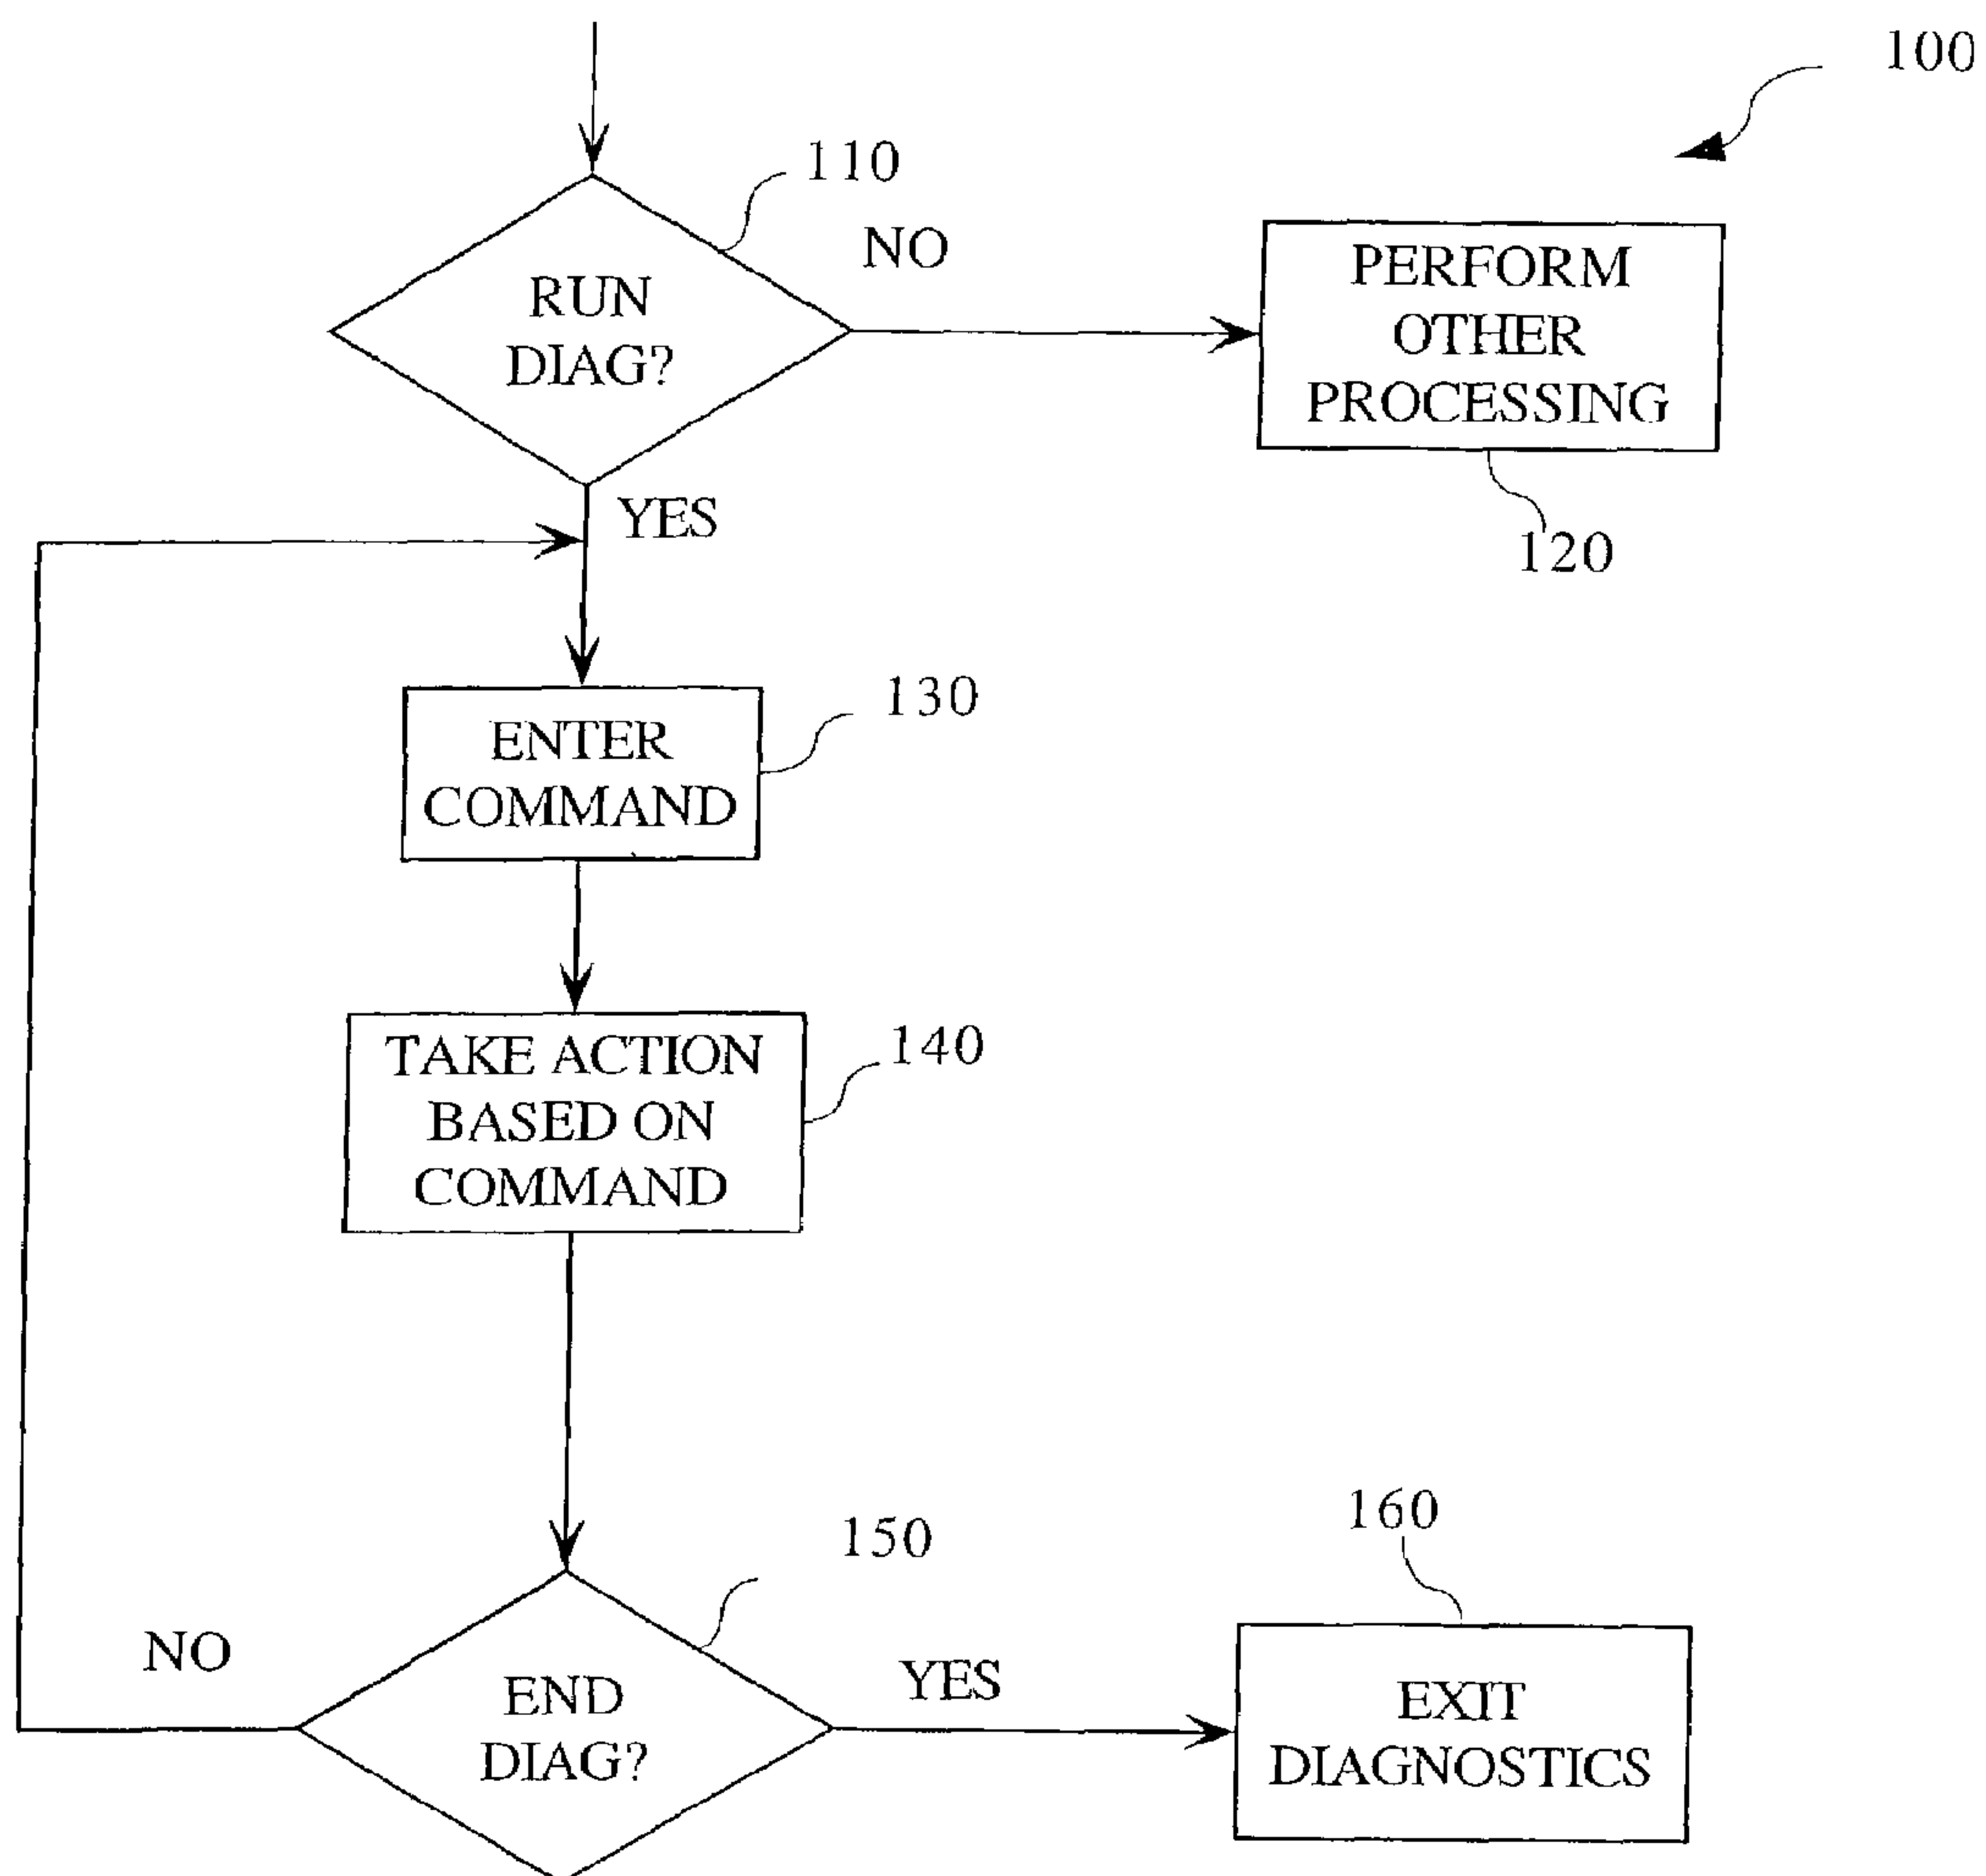 100
110
NO
RUN
DIAG?
PERFORM
OTHER
PROCESSING
YES
120
130
ENTER
COMMAND
140
TAKE ACTION
BASED ON
COMMAND
150
160
NO
END
DIAG?
YES
EXIT
DIAGNOSTICS